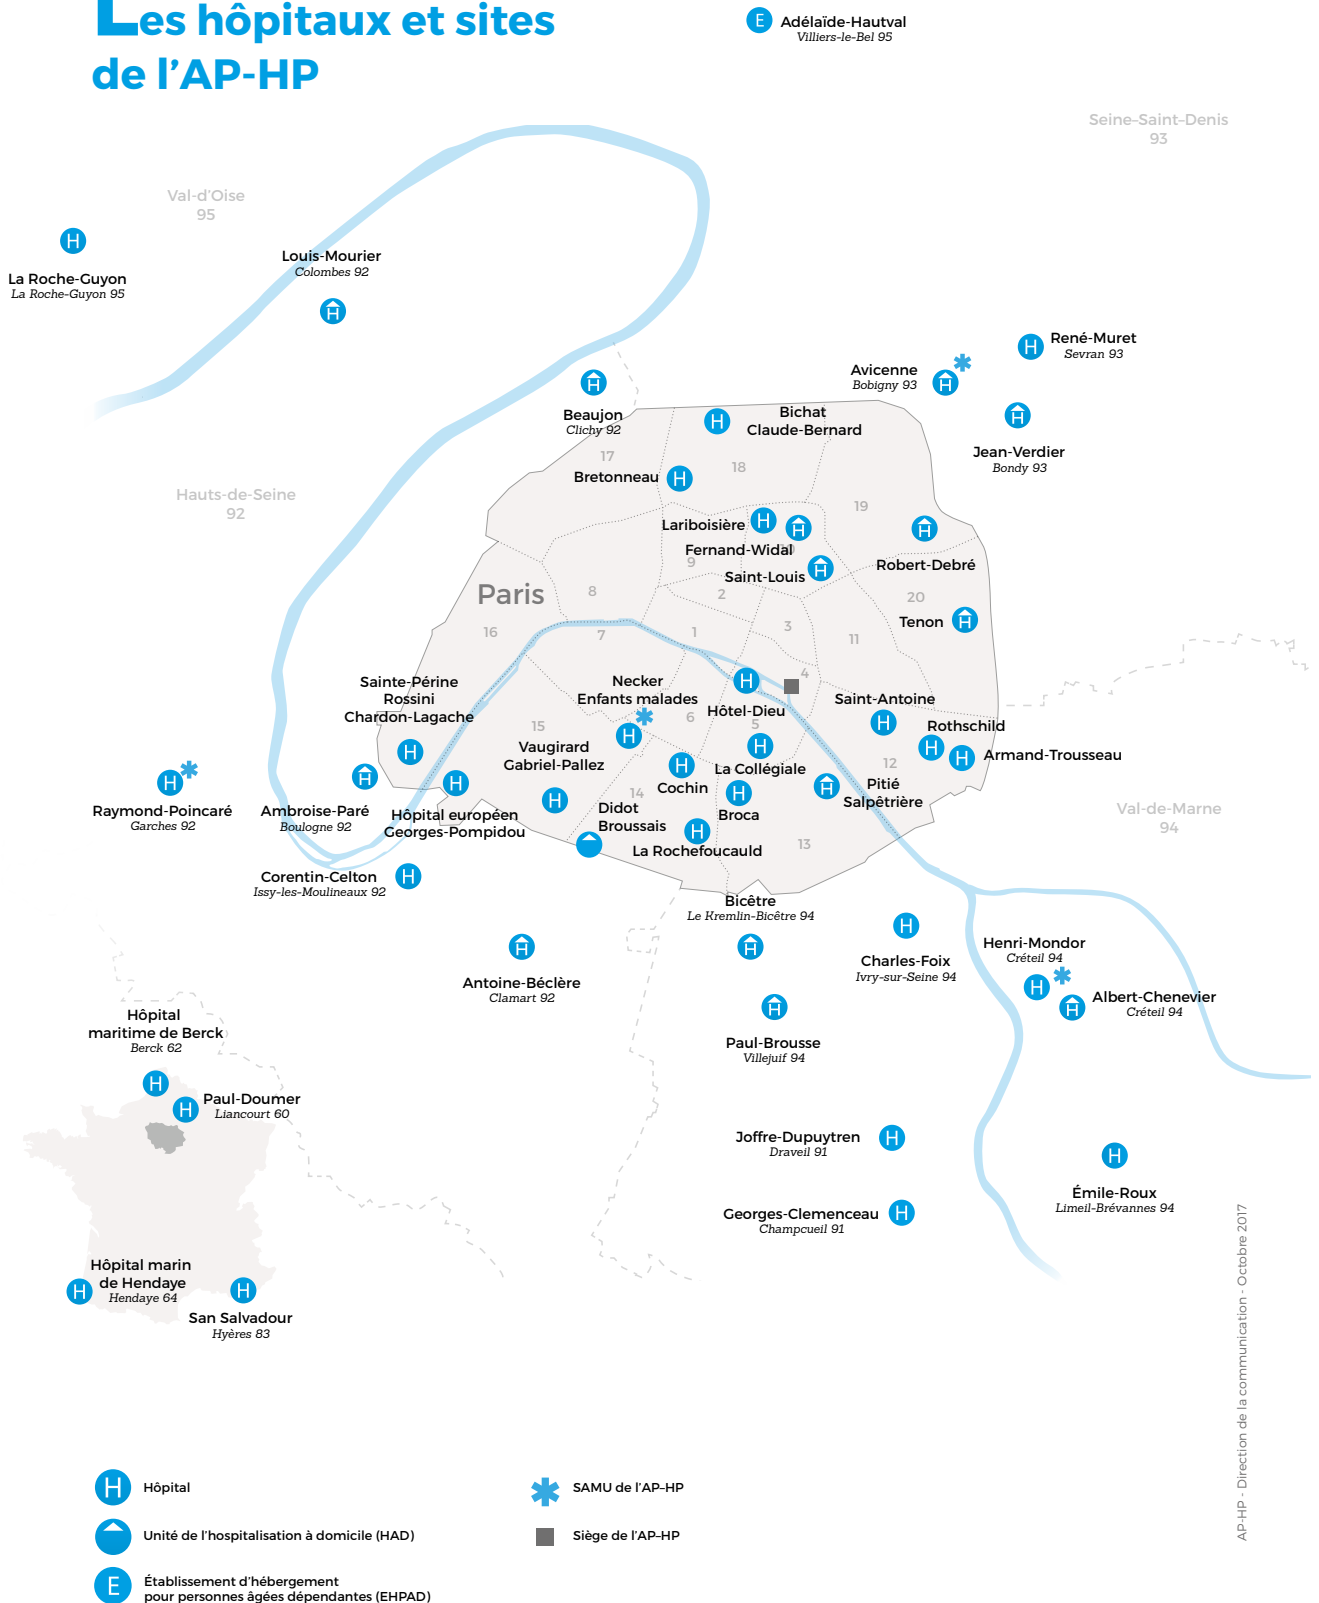 Les hôpitaux et sites
de l'AP-HP
E
Adélaïde-Hautval
Villiers-le-Bel 95
Seine-Saint-Denis
93
Val-d'Oise
95
H
La Roche-Guyon
La Roche-Guyon 95
Louis-Mourier
Colombes 92
H
René-Muret
Sevran 93
H
Avicenne
Bobigny 93
H
Jean-Verdier
Bondy 93
H
Beaujon
Clichy 92
H
Bichat
Claude-Bernard
H
17
18
Bretonneau
H
Hauts-de-Seine
92
19
Lariboisière
H
Fernand-Widal
H
9
Saint-Louis
H
Robert-Debré
H
Paris
8
2
20
16
7
1
3
11
Tenon
H
4
Sainte-Périne
Rossini
Chardon-Lagache
H
Necker
Enfants malades
H
Hôtel-Dieu
H
6
5
Saint-Antoine
H
Rothschild
H
Armand-Trousseau
H
15
Vaugirard
Gabriel-Pallez
H
Cochin
H
La Collégiale
H
12
Pitié
Salpêtrière
H
Raymond-Poincaré
Garches 92
H
Ambroise-Paré
Boulogne 92
H
Hôpital européen
Georges-Pompidou
H
14
Didot
Broussais
Broca
H
La Rochefoucauld
H
13
Val-de-Marne
94
Corentin-Celton
Issy-les-Moulineaux 92
H
Bicêtre
Le Kremlin-Bicêtre 94
H
Antoine-Béclère
Clamart 92
H
Charles-Foix
Ivry-sur-Seine 94
H
Henri-Mondor
Créteil 94
H
Albert-Chenevier
Créteil 94
H
Paul-Brousse
Villejuif 94
H
Hôpital
maritime de Berck
Berck 62
H
Paul-Doumer
Liancourt 60
H
Joffre-Dupuytren
Draveil 91
H
Émile-Roux
Limeil-Brévannes 94
H
Georges-Clemenceau
Champcueil 91
H
Hôpital marin
de Hendaye
Hendaye 64
H
San Salvadour
Hyères 83
H
AP-HP - Direction de la communication - Octobre 2017
H
Hôpital
Unité de l'hospitalisation à domicile (HAD)
E
Établissement d'hébergement
pour personnes âgées dépendantes (EHPAD)
SAMU de l'AP-HP
Siège de l'AP-HP